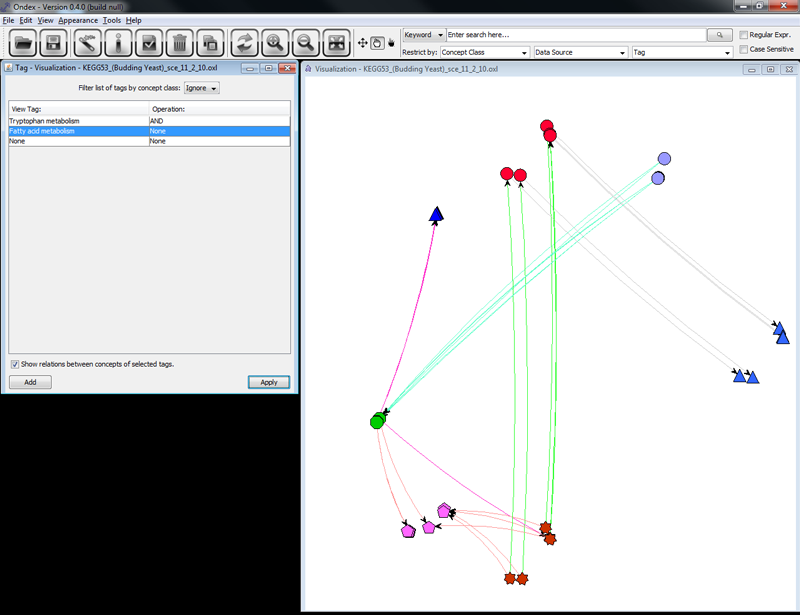 Ondex - Version 0.4.0 (build null)
File Edit View Appearance Tools Help
Keyword Enter search here... Regular Expr.
Restrict by: Concept Class Data Source Tag Case Sensitive
Tag - Visualization - KEGG53_(Budding Yeast)_sce_11_2_10.oxl
Filter list of tags by concept class: Ignore
View Tag: Operation:
Tryptophan metabolism AND
Fatty acid metabolism None
None None
Show relations between concepts of selected tags.
Add Apply
Visualization - KEGG53_(Budding Yeast)_sce_11_2_10.oxl